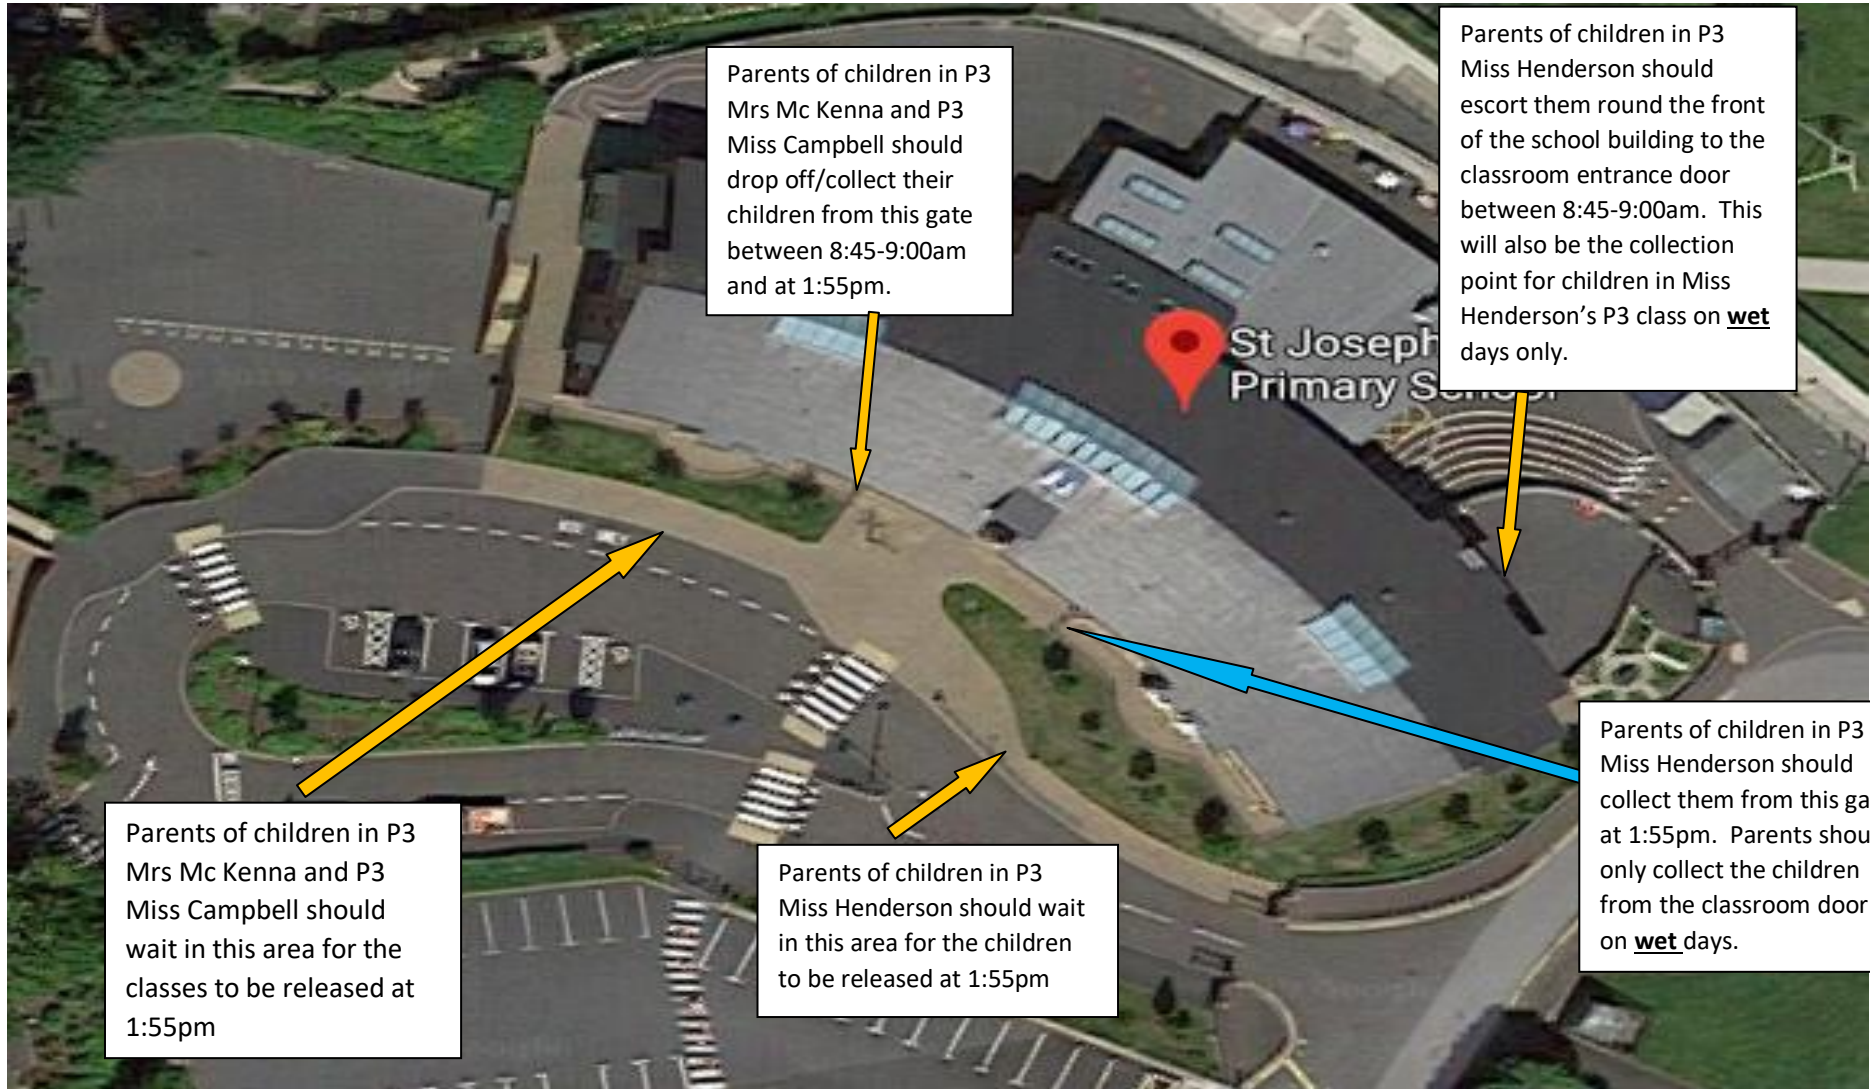 Parents of children in P3
Mrs Mc Kenna and P3
Miss Campbell should
drop off/collect their
children from this gate
between 8:45-9:00am
and at 1:55pm.
Parents of children in P3
Miss Henderson should
escort them round the front
of the school building to the
classroom entrance door
between 8:45-9:00am. This
will also be the collection
point for children in Miss
Henderson's P3 class on wet
days only.
St Joseph
Primary School
Parents of children in P3
Miss Henderson should
collect them from this ga
at 1:55pm. Parents shou
only collect the children
from the classroom door
on wet days.
Parents of children in P3
Mrs Mc Kenna and P3
Miss Campbell should
wait in this area for the
classes to be released at
1:55pm
Parents of children in P3
Miss Henderson should wait
in this area for the children
to be released at 1:55pm